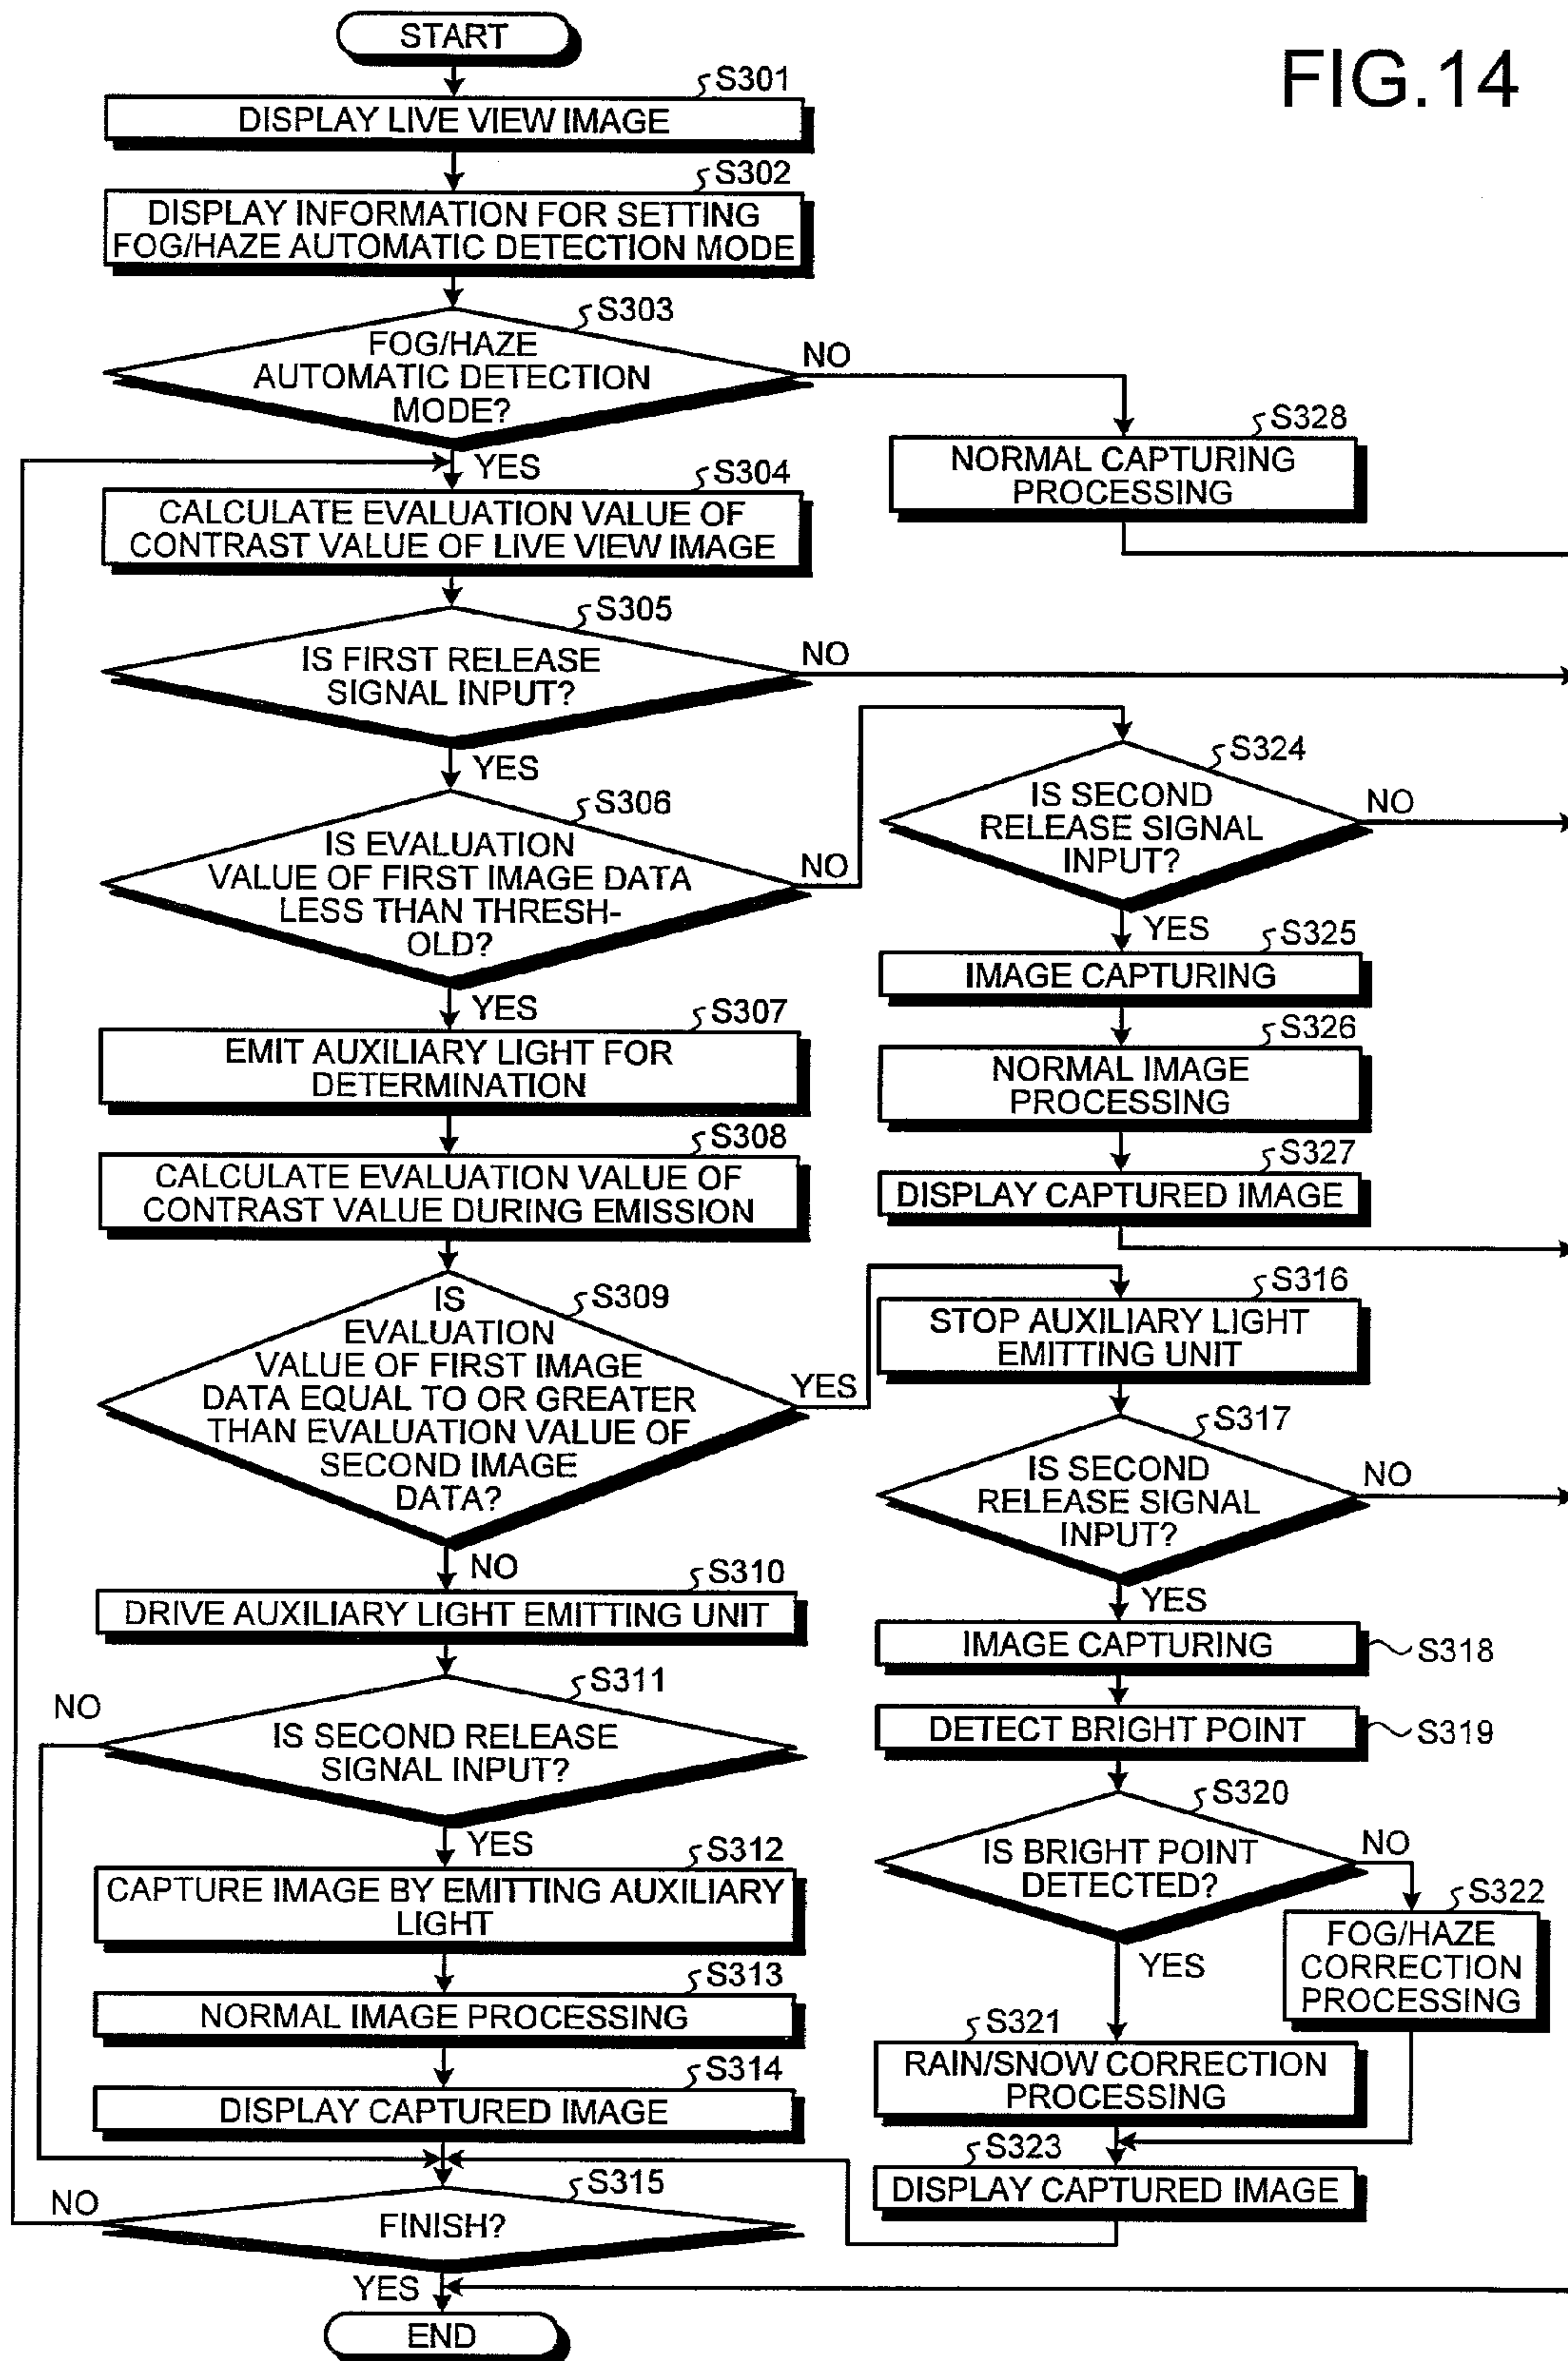 FIG.14
START
S301
DISPLAY LIVE VIEW IMAGE
S302
DISPLAY INFORMATION FOR SETTING
FOG/HAZE AUTOMATIC DETECTION MODE
S303
FOG/HAZE
AUTOMATIC DETECTION
MODE?
NO
YES
S328
NORMAL CAPTURING
PROCESSING
S304
CALCULATE EVALUATION VALUE OF
CONTRAST VALUE OF LIVE VIEW IMAGE
S305
IS FIRST RELEASE
SIGNAL INPUT?
NO
YES
S306
IS EVALUATION
VALUE OF FIRST IMAGE DATA
LESS THAN THRESH-
OLD?
NO
YES
S324
IS SECOND
RELEASE SIGNAL
INPUT?
NO
YES
S325
IMAGE CAPTURING
S326
NORMAL IMAGE
PROCESSING
S327
DISPLAY CAPTURED IMAGE
S307
EMIT AUXILIARY LIGHT FOR
DETERMINATION
S308
CALCULATE EVALUATION VALUE OF
CONTRAST VALUE DURING EMISSION
S309
IS
EVALUATION
VALUE OF FIRST IMAGE
DATA EQUAL TO OR GREATER
THAN EVALUATION VALUE OF
SECOND IMAGE
DATA?
YES
NO
S316
STOP AUXILIARY LIGHT
EMITTING UNIT
S317
IS SECOND
RELEASE SIGNAL
INPUT?
NO
YES
S310
DRIVE AUXILIARY LIGHT EMITTING UNIT
S311
IS SECOND RELEASE
SIGNAL INPUT?
NO
YES
S312
CAPTURE IMAGE BY EMITTING AUXILIARY
LIGHT
S313
NORMAL IMAGE PROCESSING
S314
DISPLAY CAPTURED IMAGE
S318
IMAGE CAPTURING
S319
DETECT BRIGHT POINT
S320
IS BRIGHT POINT
DETECTED?
NO
YES
S322
FOG/HAZE
CORRECTION
PROCESSING
S321
RAIN/SNOW CORRECTION
PROCESSING
S323
DISPLAY CAPTURED IMAGE
S315
FINISH?
NO
YES
END